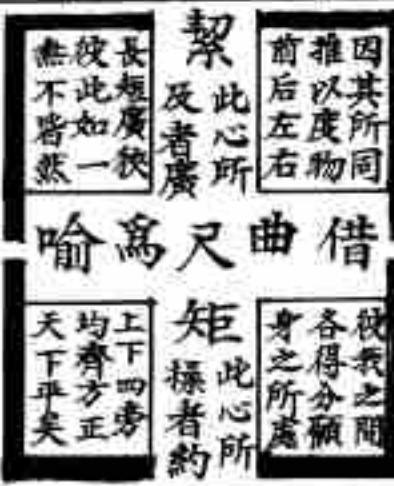 因其所同
推以度物
前后左右
絜
此心所
及者廣
長短廣狹
彼此如一
無不皆然
借曲尺爲喻
彼我之間
各得分願
身之所處
矩
此心所
操者約
上下四旁
均齊方正
天下平矣